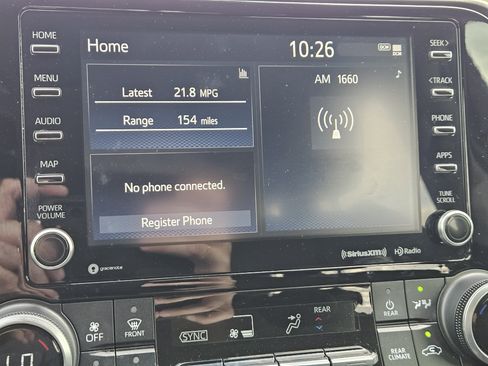 HOME
MENU
AUDIO
MAP
POWER
VOLUME
Home
10:26
DCM
Latest 21.8 MPG
Range 154 miles
No phone connected.
Register Phone
AM 1660
SEEK>
<TRACK
PHONE
APPS
TUNE
SCROLL
gracenote
SiriusXM
HD Radio
OFF
FRONT
SYNC
REAR
REAR
REAR
CLIMATE